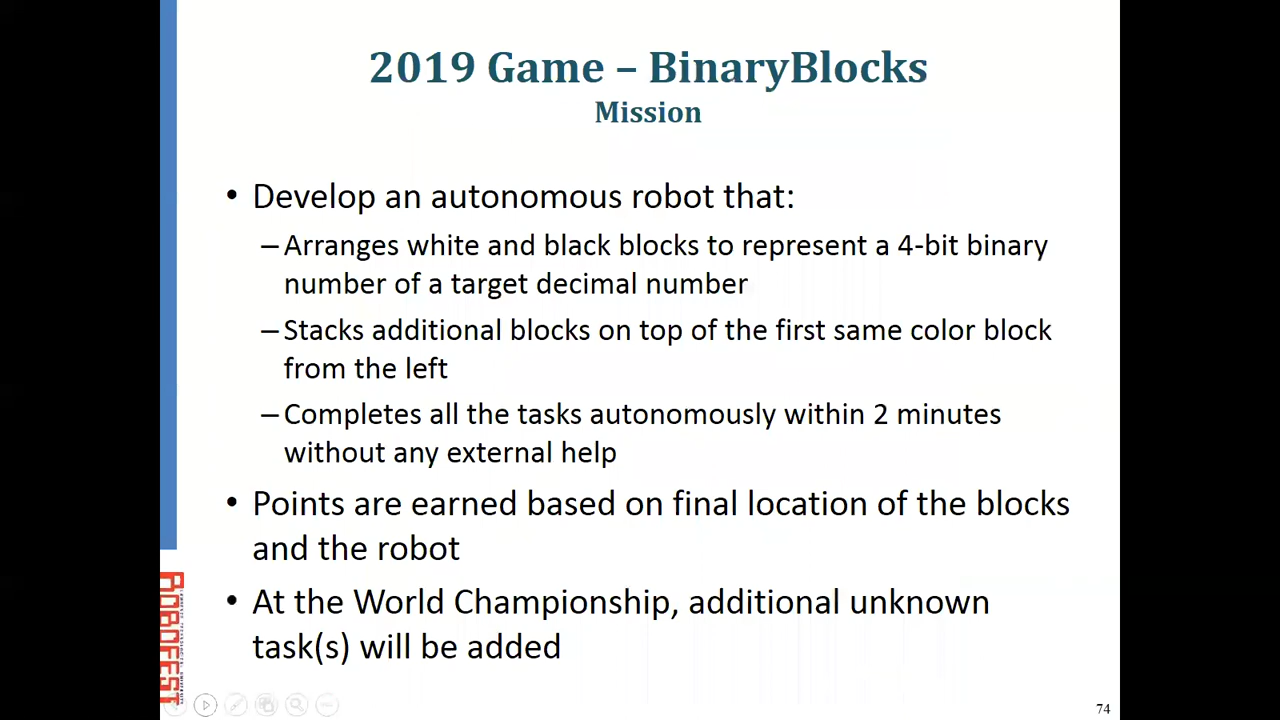 2019 Game – BinaryBlocks
Mission
• Develop an autonomous robot that:
– Arranges white and black blocks to represent a 4-bit binary
number of a target decimal number
– Stacks additional blocks on top of the first same color block
from the left
– Completes all the tasks autonomously within 2 minutes
without any external help
• Points are earned based on final location of the blocks
and the robot
• At the World Championship, additional unknown
task(s) will be added
ROBOFEST
LAWRENCE TECHNOLOGICAL UNIVERSITY
74